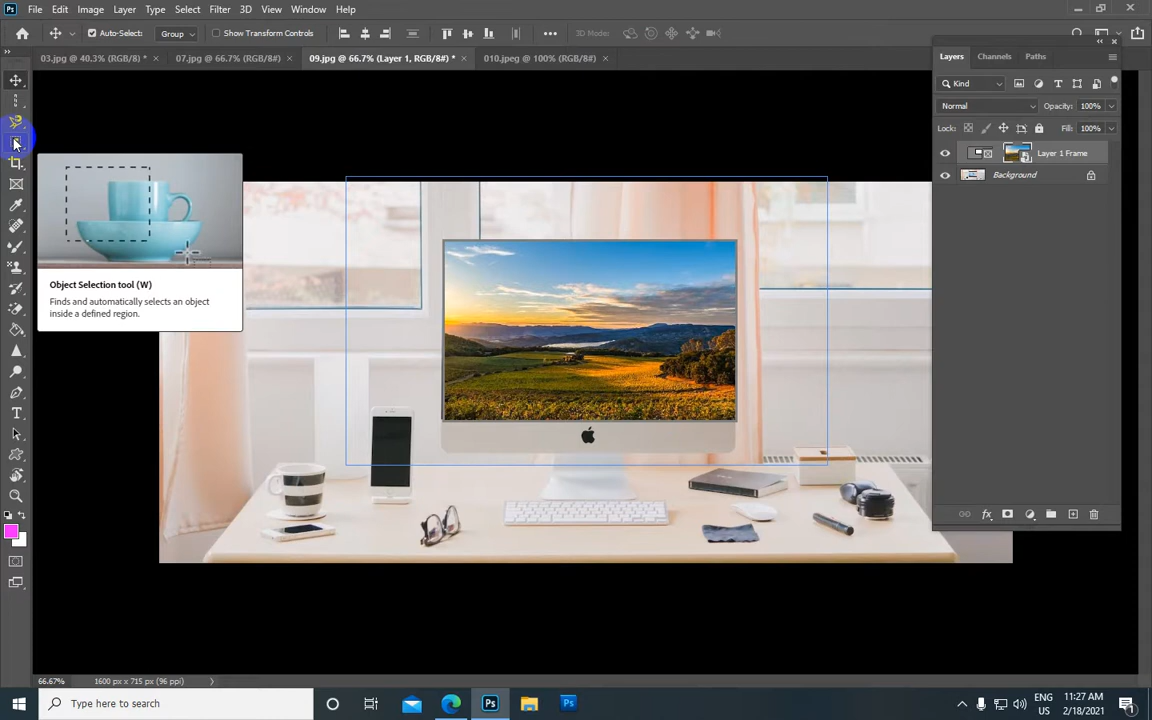 Ps File Edit Image Layer Type Select Filter 3D View Window Help
Auto-Select: Group Show Transform Controls 3D Mode:
03.jpg @ 40.3% (RGB/8) * × 07.jpg @ 66.7% (RGB/8#) × 09.jpg @ 66.7% (Layer 1, RGB/8#) * × 010.jpeg @ 100% (RGB/8#) ×
Layers Channels Paths
Kind
Normal Opacity: 100%
Lock: Fill: 100%
Layer 1 Frame
Background
Object Selection tool (W)
Finds and automatically selects an object
inside a defined region.
66.67% 1600 px x 715 px (96 ppi)
Type here to search
Ps
Ps
ENG
US
11:27 AM
2/18/2021
1